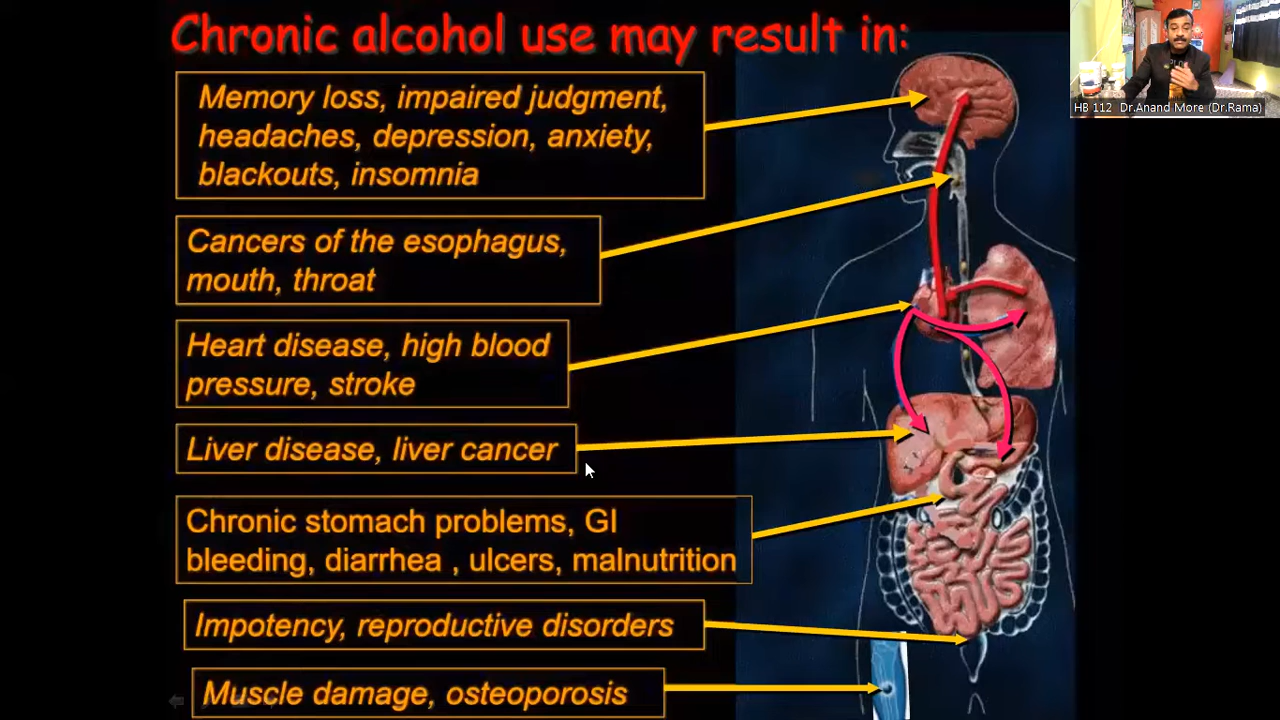 Chronic alcohol use may result in:
Memory loss, impaired judgment,
headaches, depression, anxiety,
blackouts, insomnia
Cancers of the esophagus,
mouth, throat
Heart disease, high blood
pressure, stroke
Liver disease, liver cancer
Chronic stomach problems, GI
bleeding, diarrhea , ulcers, malnutrition
Impotency, reproductive disorders
Muscle damage, osteoporosis
HB 112 Dr.Anand More (Dr.Rama)